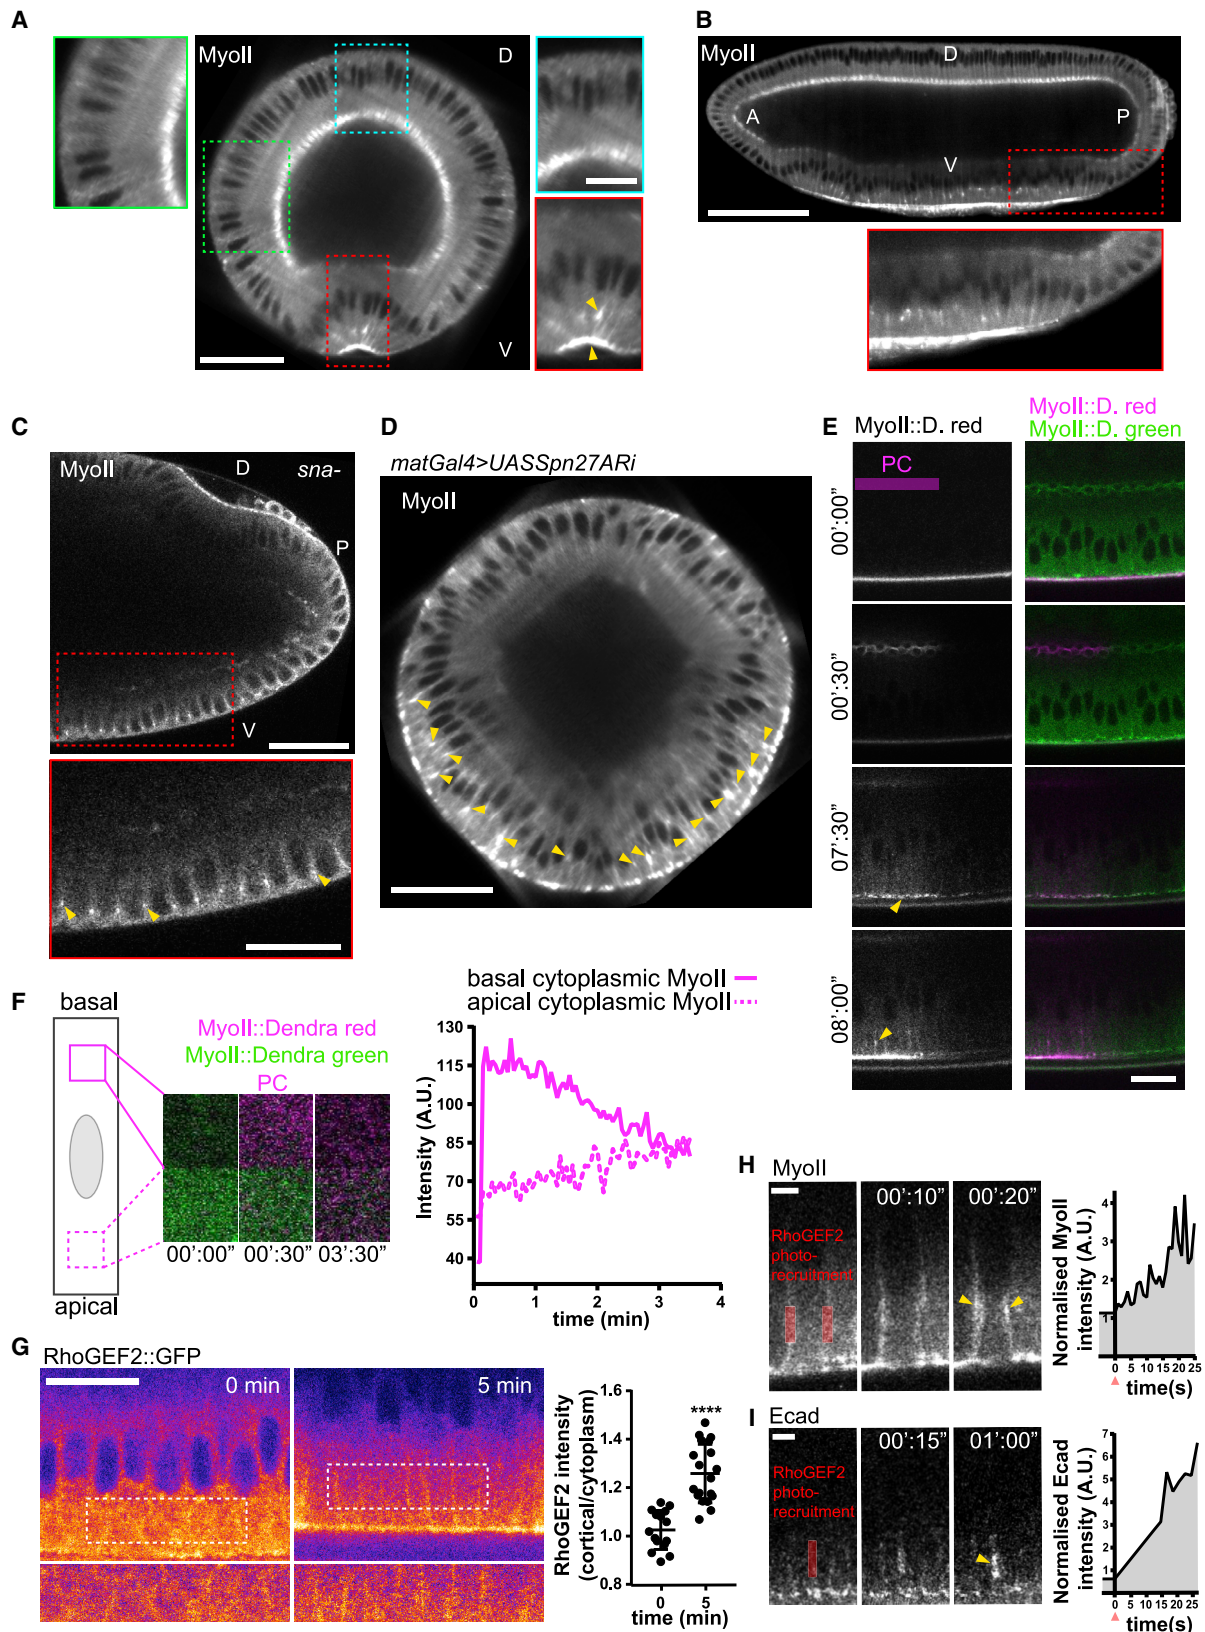 A
MyoII
D
V
B
MyoII
D
A
P
V
C
MyoII
D
sna-
P
V
D
matGal4>UASSpn27ARi
MyoII
E
MyoII::D. red
MyoII::D. red
MyoII::D. green
PC
00':00"
00':30"
07':30"
08':00"
F
basal
apical
MyoII::Dendra red
MyoII::Dendra green
PC
00':00"
00':30"
03':30"
basal cytoplasmic MyoII
apical cytoplasmic MyoII
Intensity (A.U.)
130
115
100
85
70
55
40
0
1
2
3
4
time (min)
G
RhoGEF2::GFP
0 min
5 min
RhoGEF2 intensity
(cortical/cytoplasm)
1.6
1.4
1.2
1.0
0.8
****
0
5
time (min)
H
MyoII
RhoGEF2
photo-
recruitment
00':10"
00':20"
Normalised MyoII
intensity (A.U.)
4
3
2
1
0
5
10
15
20
25
time(s)
I
Ecad
RhoGEF2
photo-
recruitment
00':15"
01':00"
Normalised Ecad
intensity (A.U.)
7
6
5
4
3
2
1
0
5
10
15
20
25
time(s)